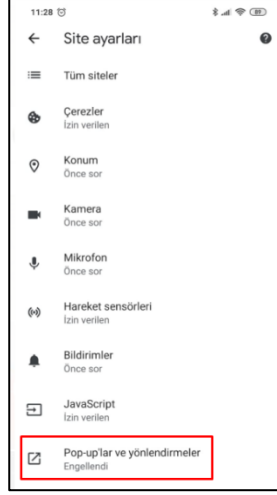 11:28
Site ayarları
Tüm siteler
Çerezler
İzin verilen
Konum
Önce sor
Kamera
Önce sor
Mikrofon
Önce sor
Hareket sensörleri
İzin verilen
Bildirimler
Önce sor
JavaScript
İzin verilen
Pop-up'lar ve yönlendirmeler
Engellendi